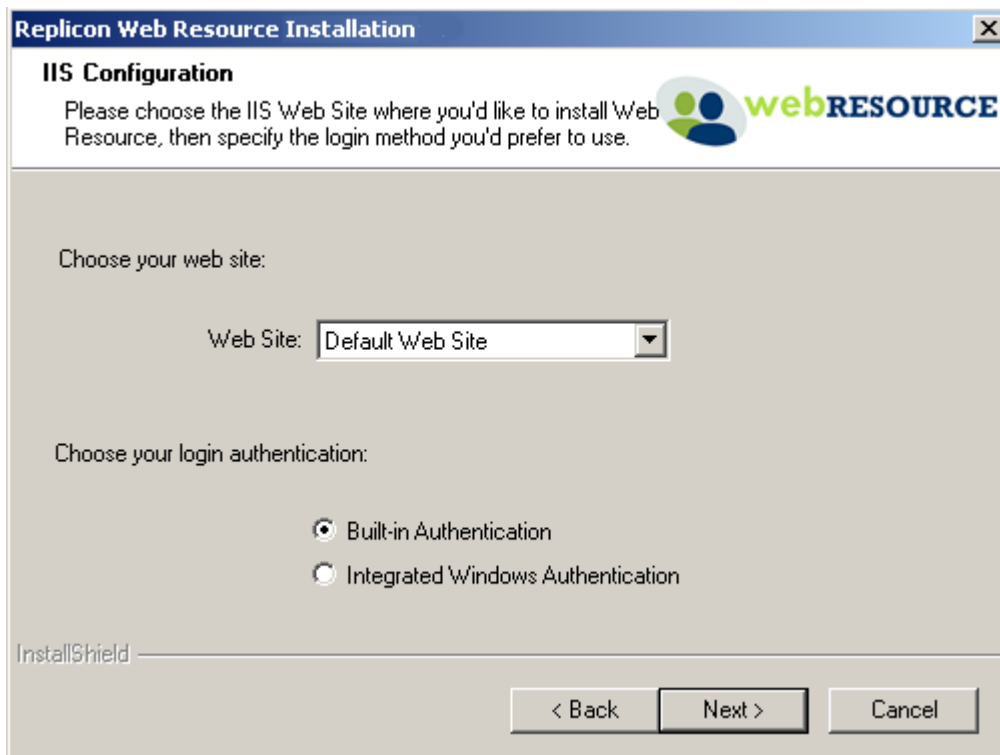 Replicon Web Resource Installation
IIS Configuration
Please choose the IIS Web Site where you'd like to install Web
Resource, then specify the login method you'd prefer to use.
webRESOURCE
Choose your web site:
Web Site: Default Web Site
Choose your login authentication:
Built-in Authentication
Integrated Windows Authentication
InstallShield
< Back Next > Cancel